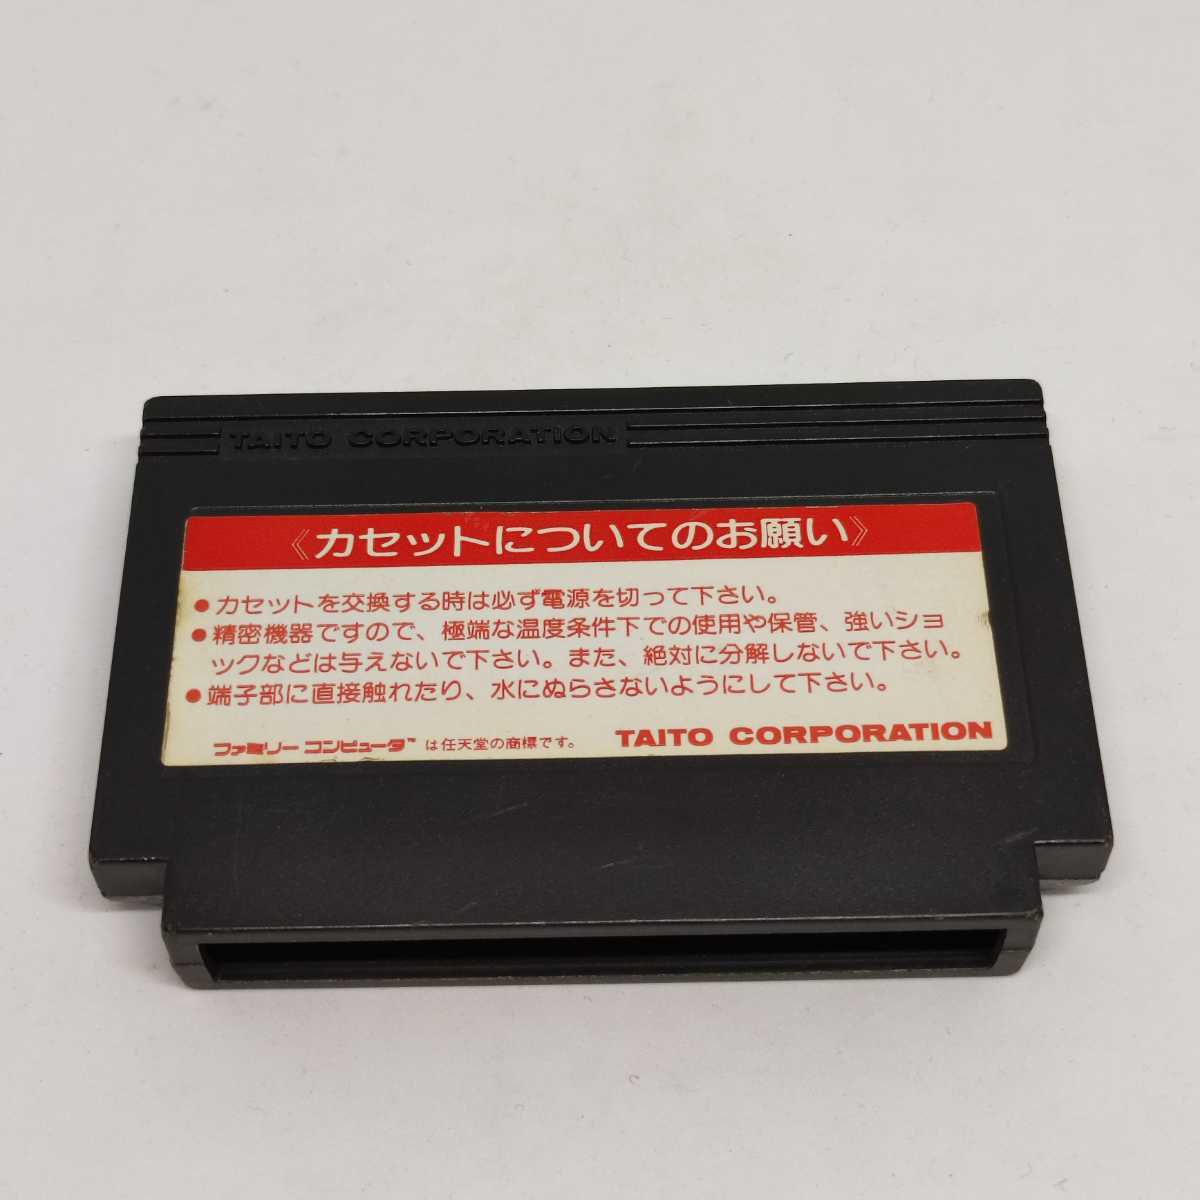 TAITO CORPORATION
《カセットについてのお願い》
●カセットを交換する時は必ず電源を切って下さい。
●精密機器ですので、極端な温度条件下での使用や保管、強いショ
ックなどは与えないで下さい。また、絶対に分解しないで下さい。
●端子部に直接触れたり、水にぬらさないようにして下さい。
ファミリーコンピュータ™は任天堂の商標です。 TAITO CORPORATION